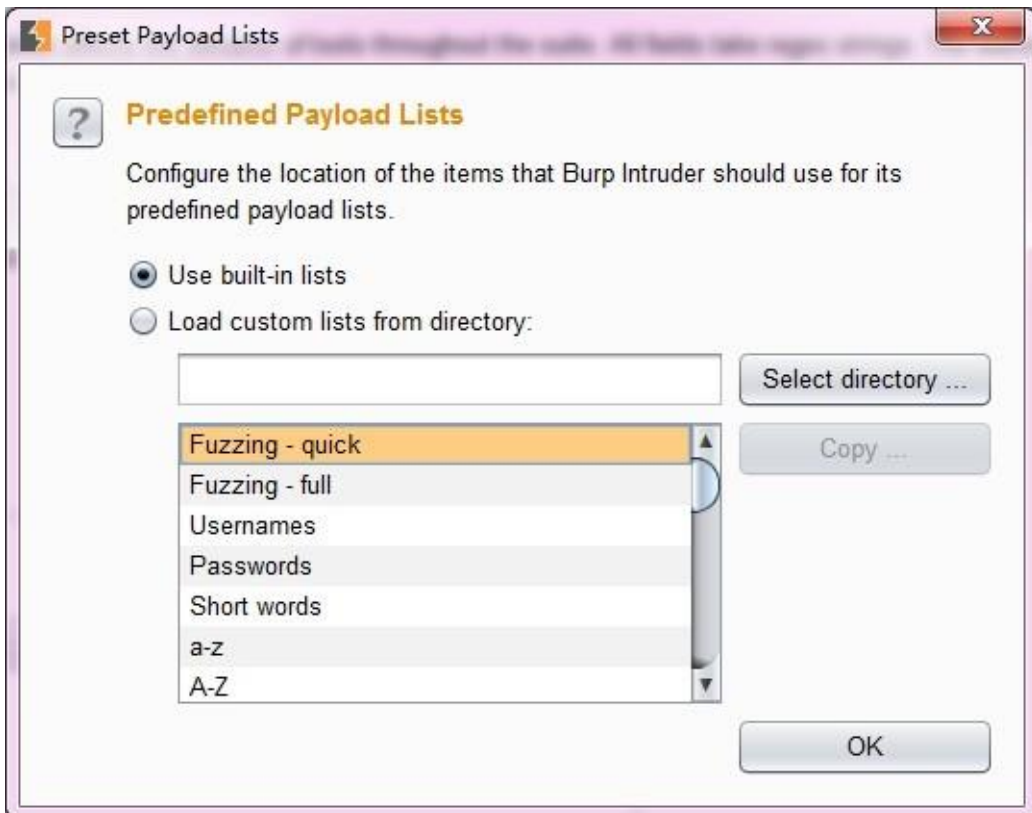 Preset Payload Lists
?
Predefined Payload Lists
Configure the location of the items that Burp Intruder should use for its
predefined payload lists.
Use built-in lists
Load custom lists from directory:
Select directory ...
Fuzzing - quick
Copy ...
Fuzzing - full
Usernames
Passwords
Short words
a-z
A-Z
OK